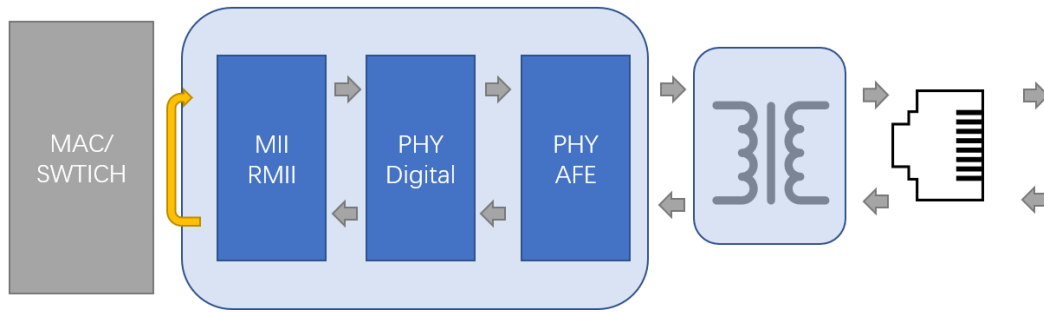 MAC/
SWTICH
MII
RMII
PHY
Digital
PHY
AFE